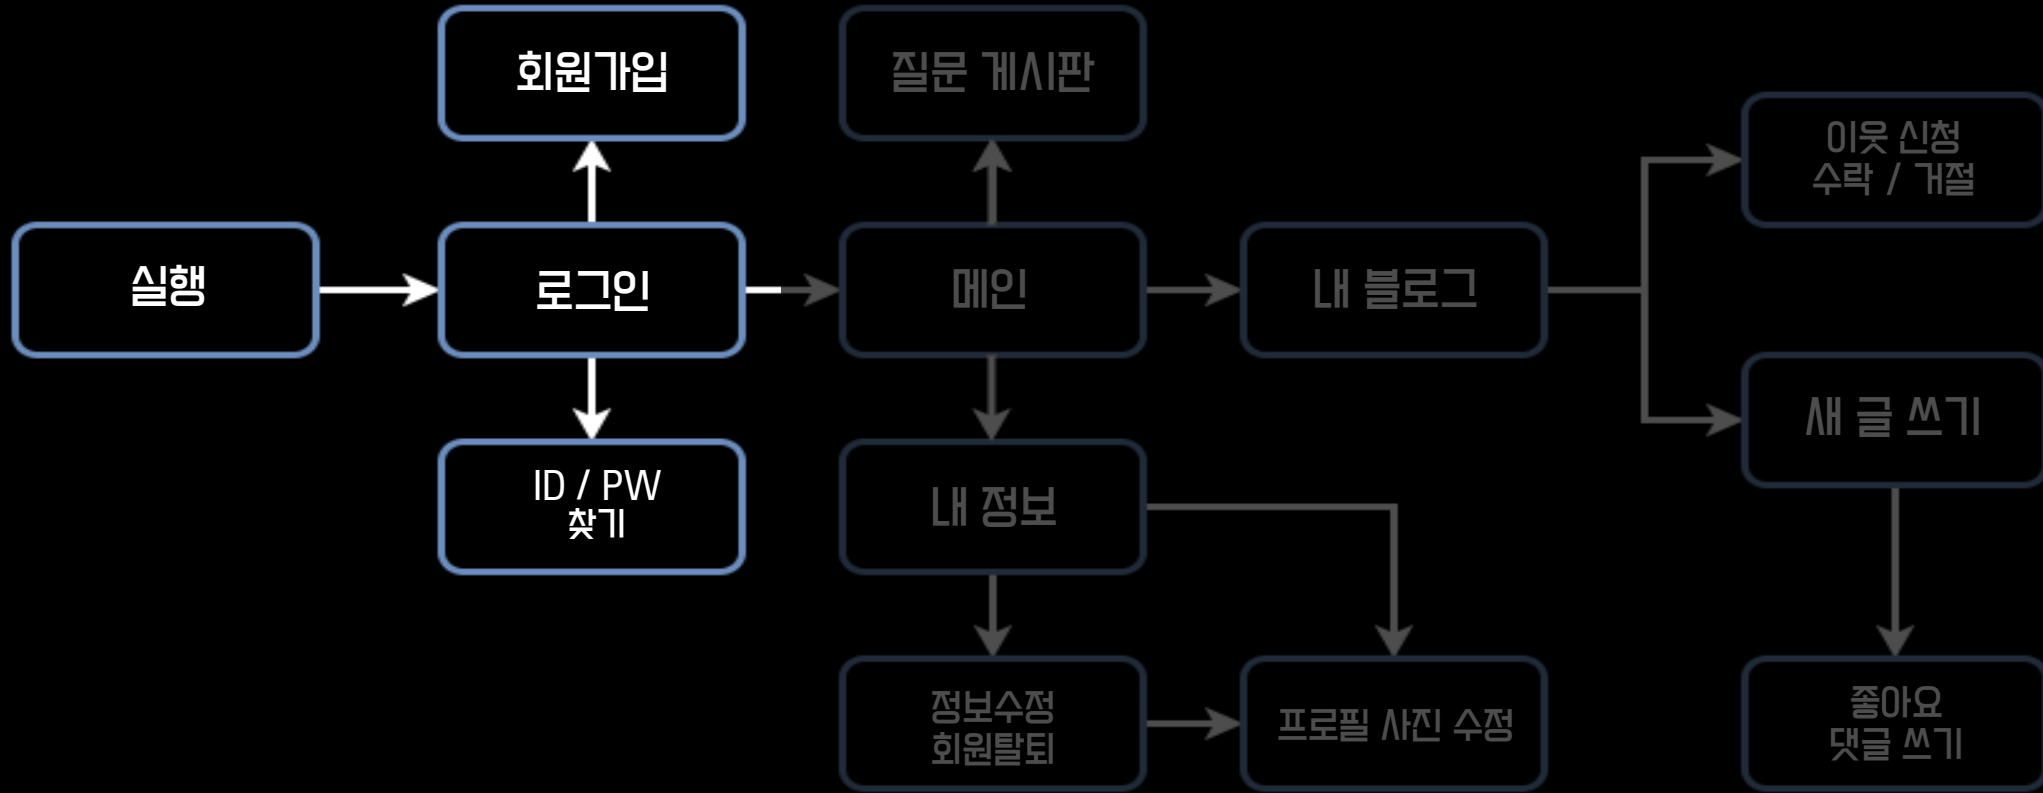 회원가입
질문 게시판
이웃 신청
수락 / 거절
실행
로그인
메인
내 블로그
새 글 쓰기
ID / PW
찾기
내 정보
정보수정
회원탈퇴
프로필 사진 수정
좋아요
댓글 쓰기